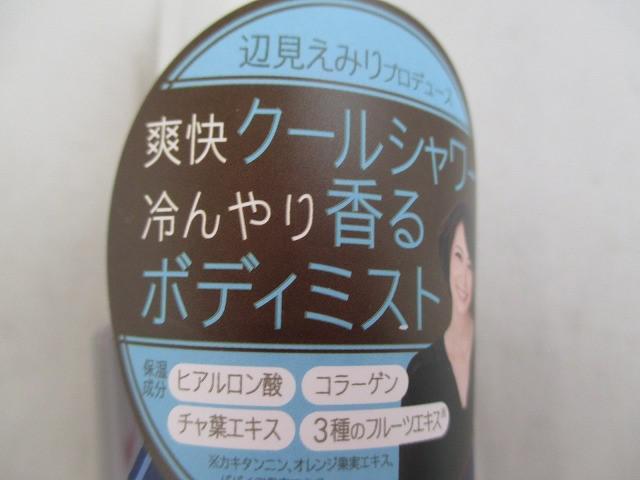 辺見えみりプロデュース
爽快クールシャワー
冷んやり香る
ボディミスト
保湿成分
ヒアルロン酸 コラーゲン
チャ葉エキス 3種のフルーツエキス※
※カキタンニン、オレンジ果実エキス、